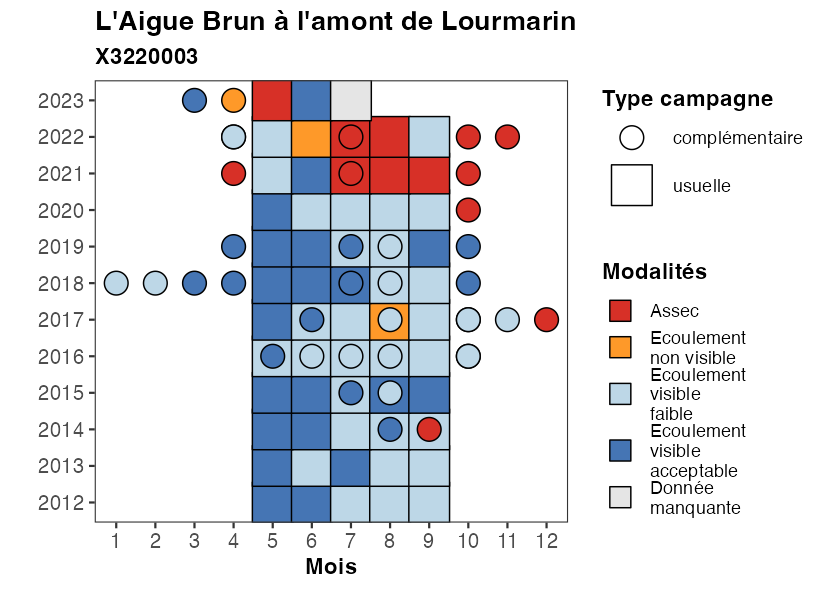 L'Aigue Brun à l'amont de Lourmarin
X3220003
2023
2022
2021
2020
2019
2018
2017
2016
2015
2014
2013
2012
1 2 3 4 5 6 7 8 9 10 11 12
Mois
Type campagne
complémentaire
usuelle
Modalités
Assec
Ecoulement
non visible
Ecoulement
visible
faible
Ecoulement
visible
acceptable
Donnée
manquante